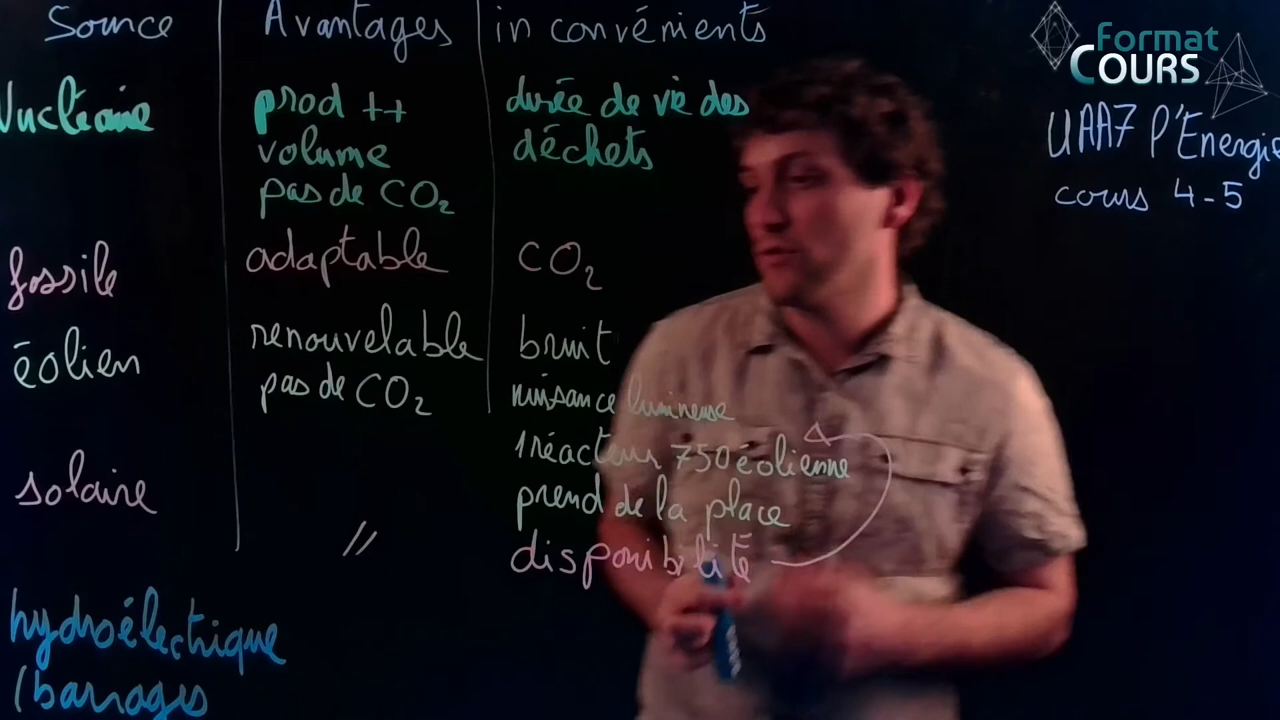 Source Avantages inconvénients
Nucléaire prod ++ durée de vie des
volume déchets
pas de CO₂
fossile adaptable CO₂
éolien renouvelable bruit
pas de CO₂ nuisance lumineuse
1 réacteur 750 éolienne
solaire // prend de la place
disponibilité
hydroélectrique
(barrages
Format
COURS
UAA7 l'Energie
cours 4-5